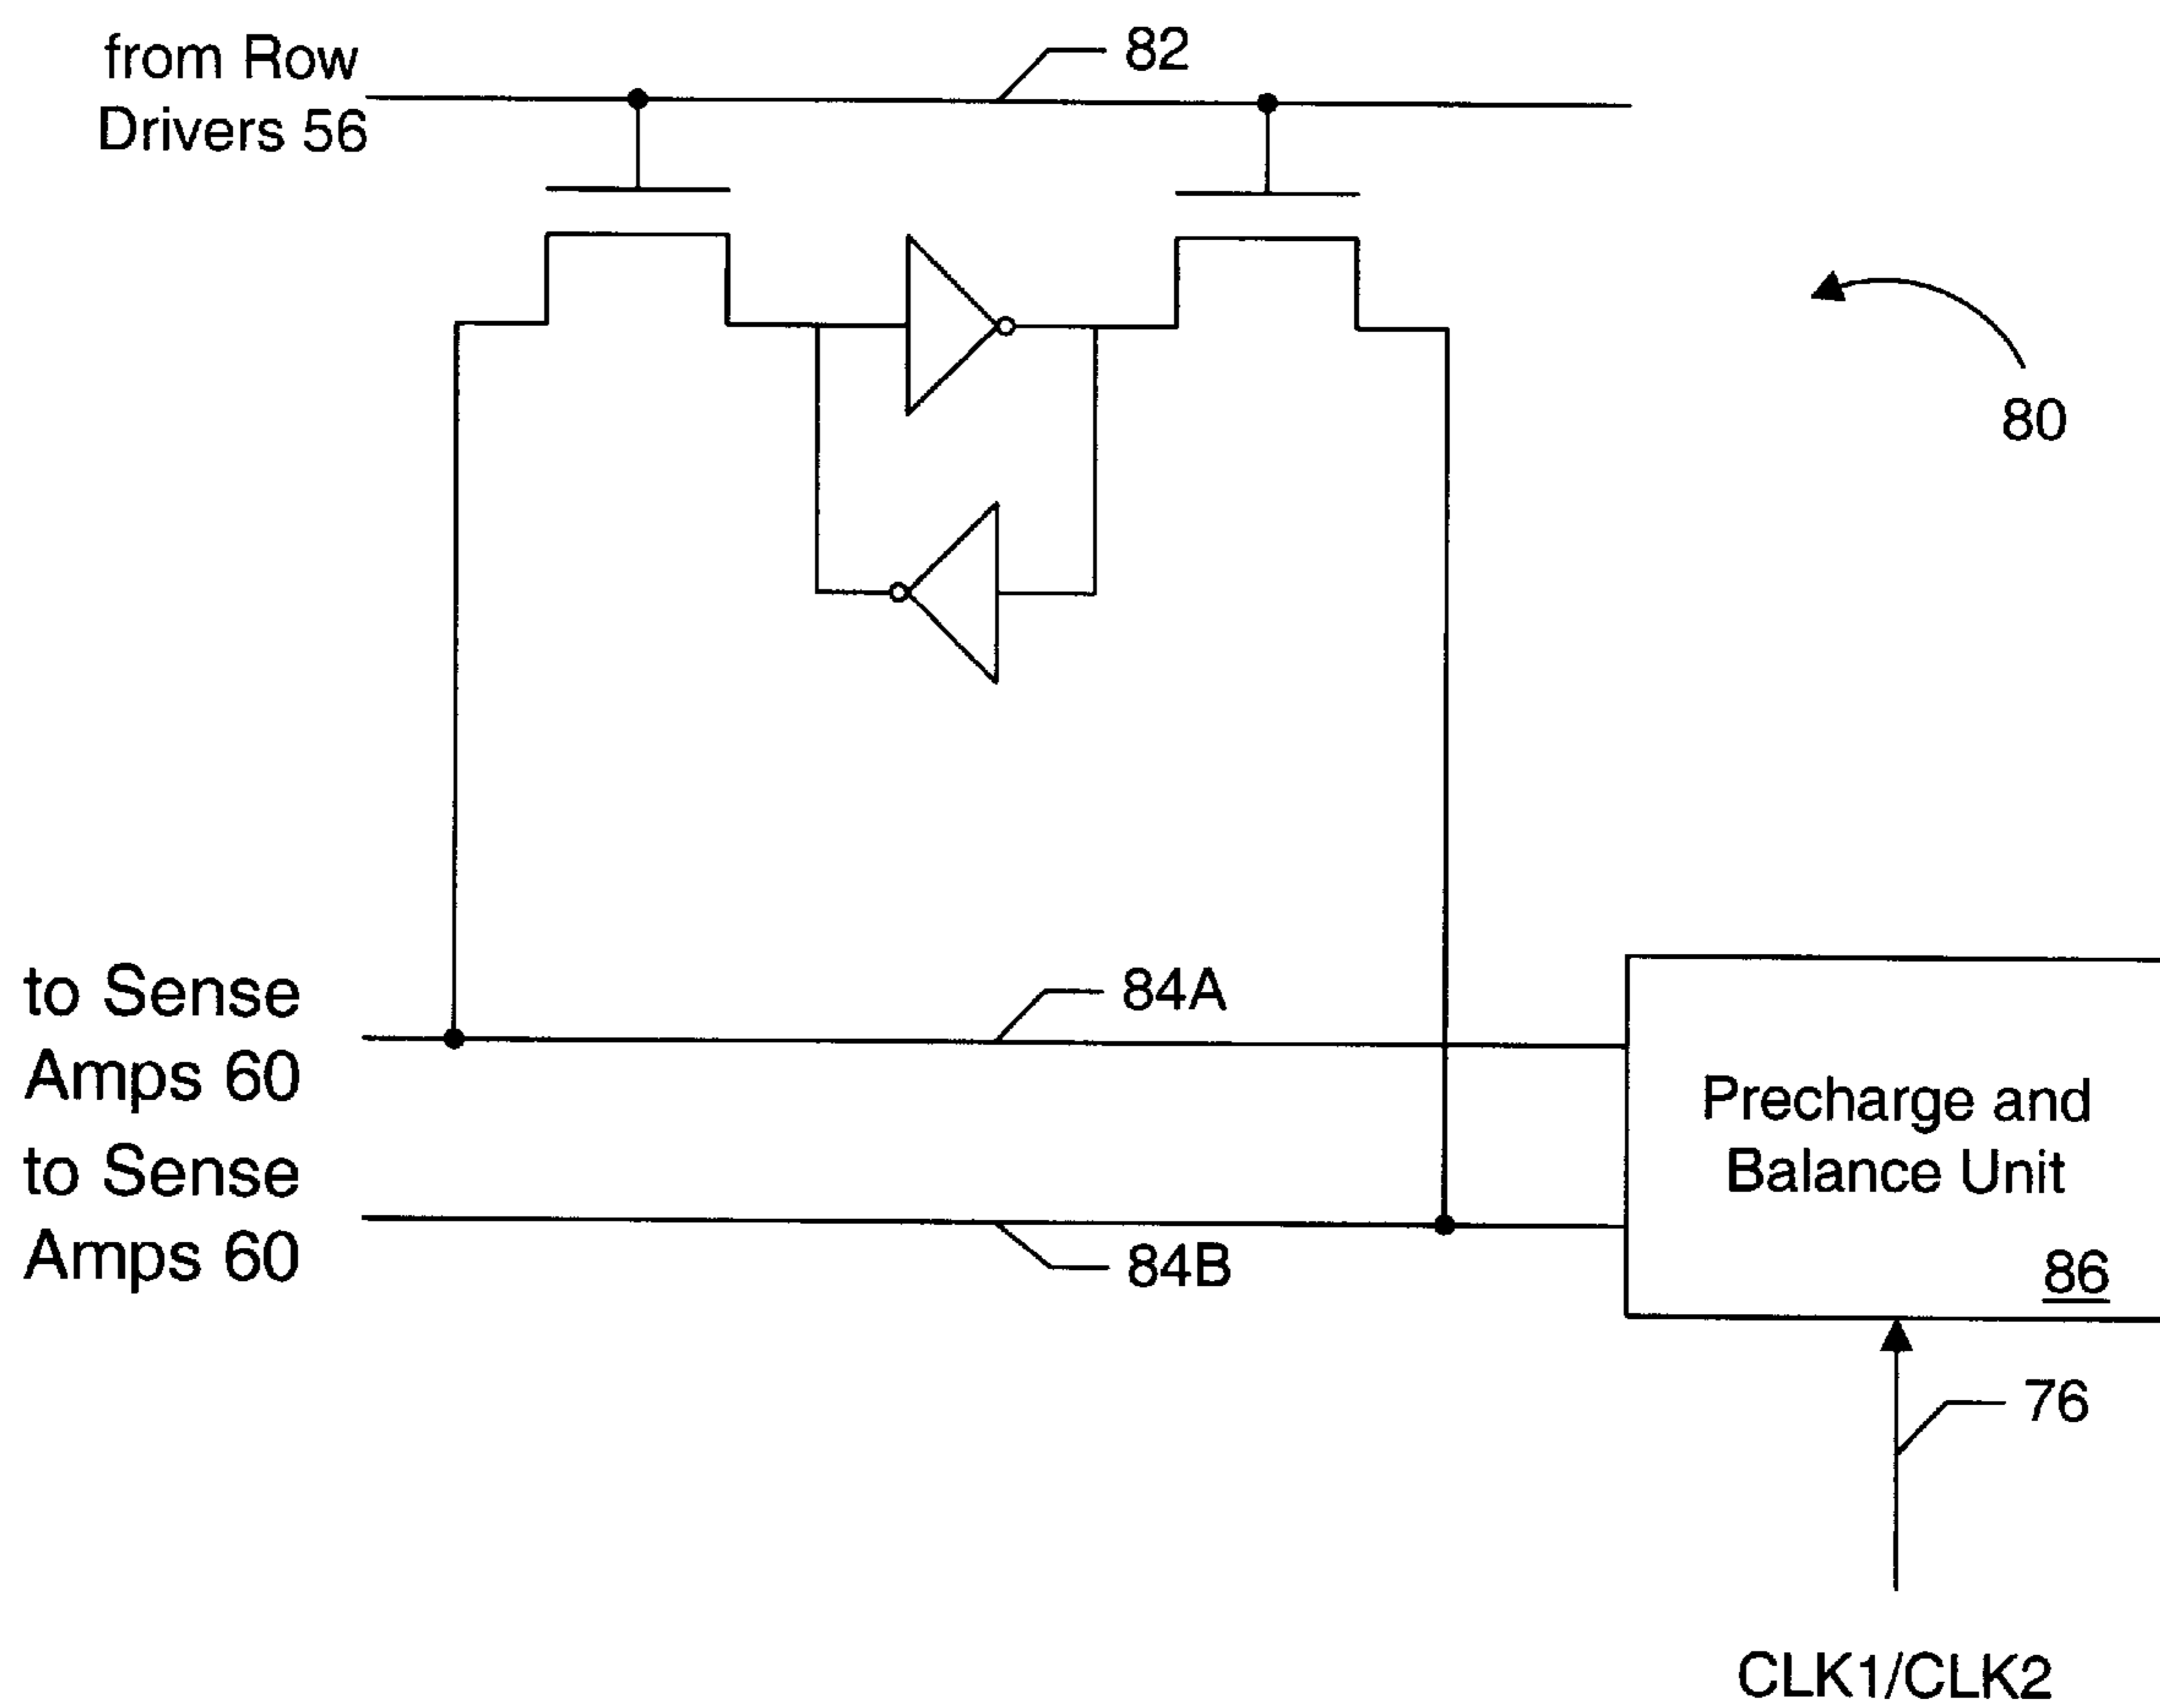 from Row
Drivers 56
82
80
to Sense
Amps 60
84A
to Sense
Amps 60
84B
Precharge and
Balance Unit
86
76
CLK1/CLK2